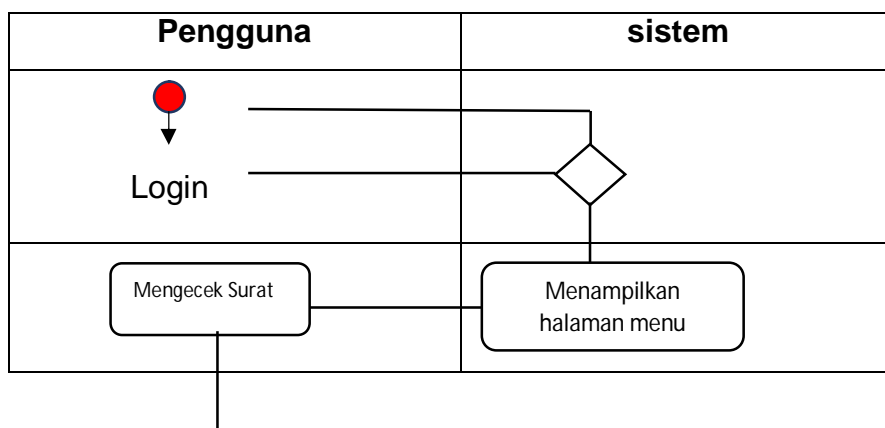 Pengguna
sistem
Login
Mengecek Surat
Menampilkan
halaman menu